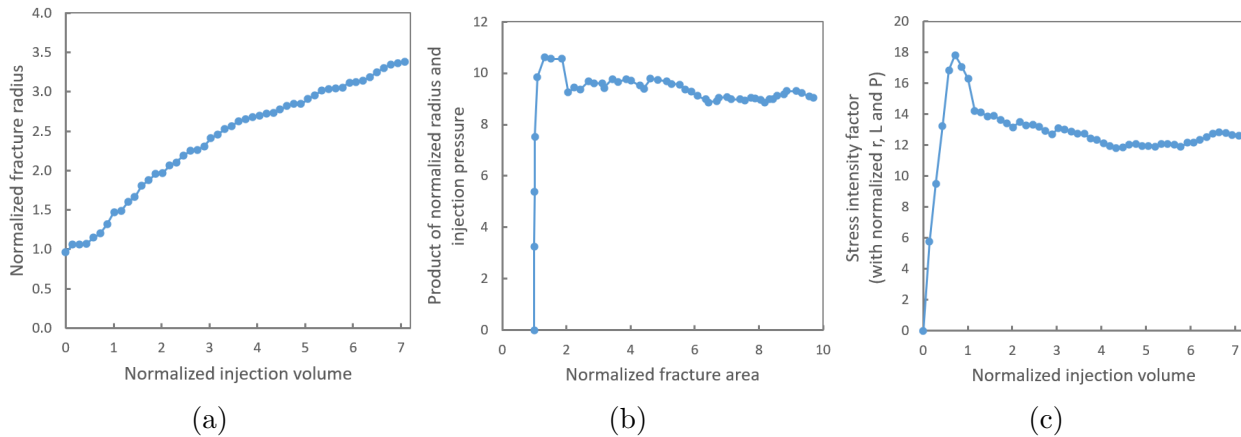 Normalized fracture radius
4.0
3.5
3.0
2.5
2.0
1.5
1.0
0.5
0.0
0 1 2 3 4 5 6 7
Normalized injection volume
(a)
Product of normalized radius and
injection pressure
12
10
8
6
4
2
0
0 2 4 6 8 10
Normalized fracture area
(b)
Stress intensity factor
(with normalized r, L and P)
20
18
16
14
12
10
8
6
4
2
0
0 1 2 3 4 5 6 7
Normalized injection volume
(c)